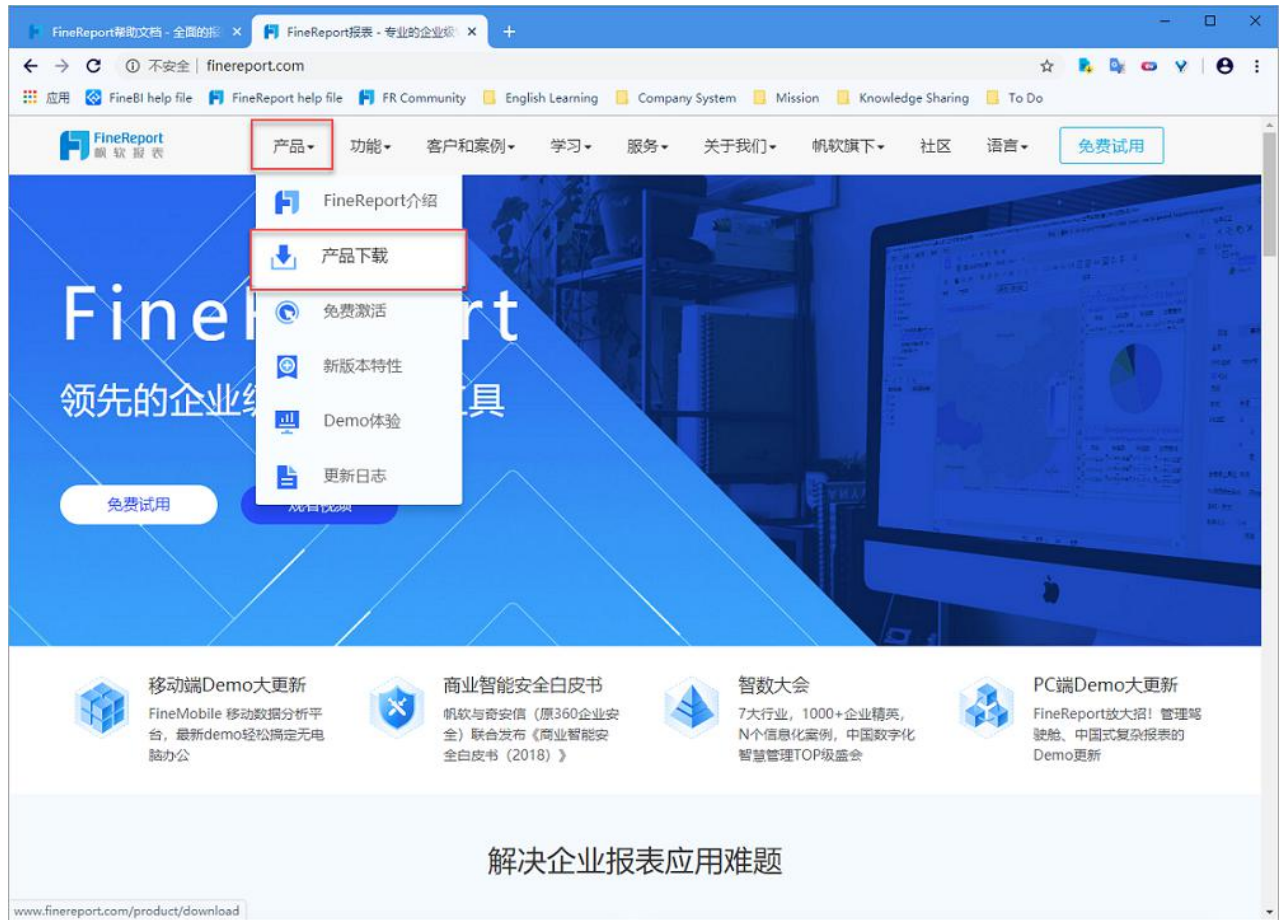 FineReport帮助文档 - 全面的报
FineReport报表 - 专业的企业级
不安全 | finereport.com
应用 FineBI help file FineReport help file FR Community English Learning Company System Mission Knowledge Sharing To Do
FineReport
帆软报表
产品 功能 客户和案例 学习 服务 关于我们 帆软旗下 社区 语言 免费试用
FineReport介绍
产品下载
免费激活
新版本特性
Demo体验
更新日志
Fine rt
领先的企业级 工具
免费试用
观看视频
移动端Demo大更新
FineMobile 移动数据分析平
台，最新demo轻松搞定无电
脑办公
商业智能安全白皮书
帆软与奇安信（原360企业安
全）联合发布《商业智能安
全白皮书（2018）》
智数大会
7大行业，1000+企业精英，
N个信息化案例，中国数字化
智慧管理TOP级盛会
PC端Demo大更新
FineReport放大招！管理驾
驶舱、中国式复杂报表的
Demo更新
解决企业报表应用难题
www.finereport.com/product/download